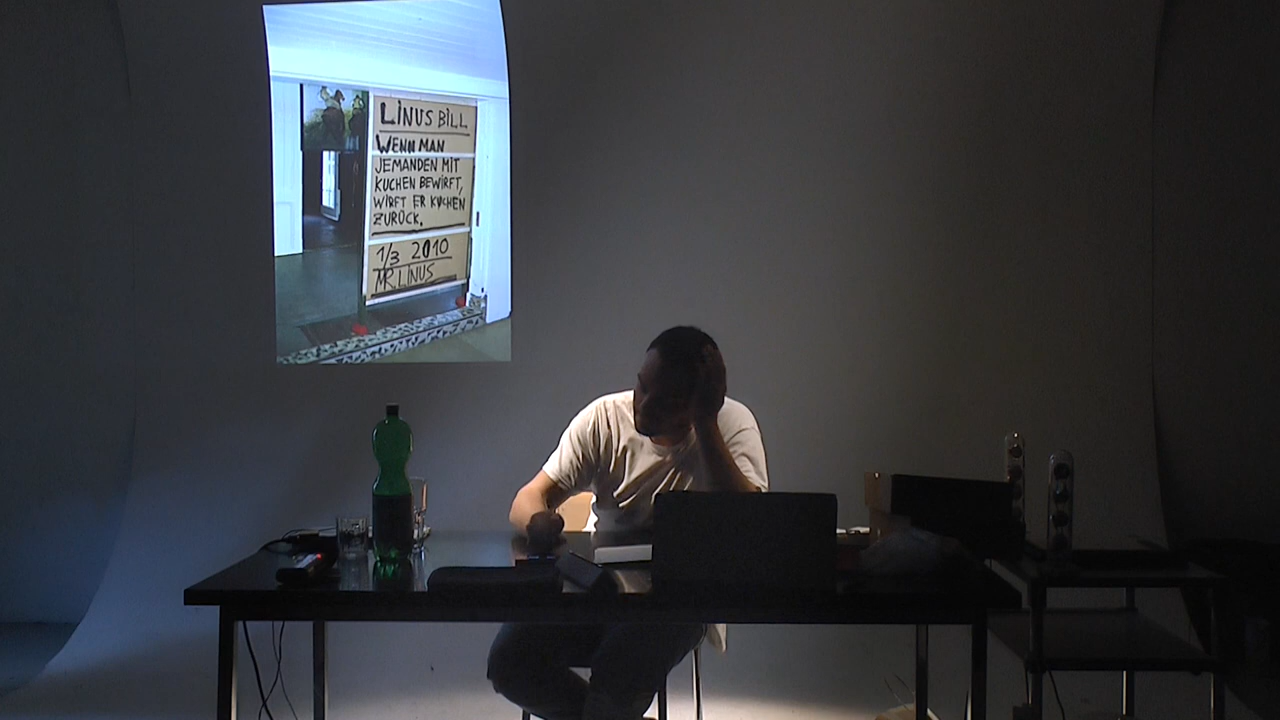 LINUS BILL
WENN MAN
JEMANDEN MIT
KUCHEN BEWIRFT,
WIRFT ER KUCHEN
ZURÜCK.
1/3 2010
MR. LINUS